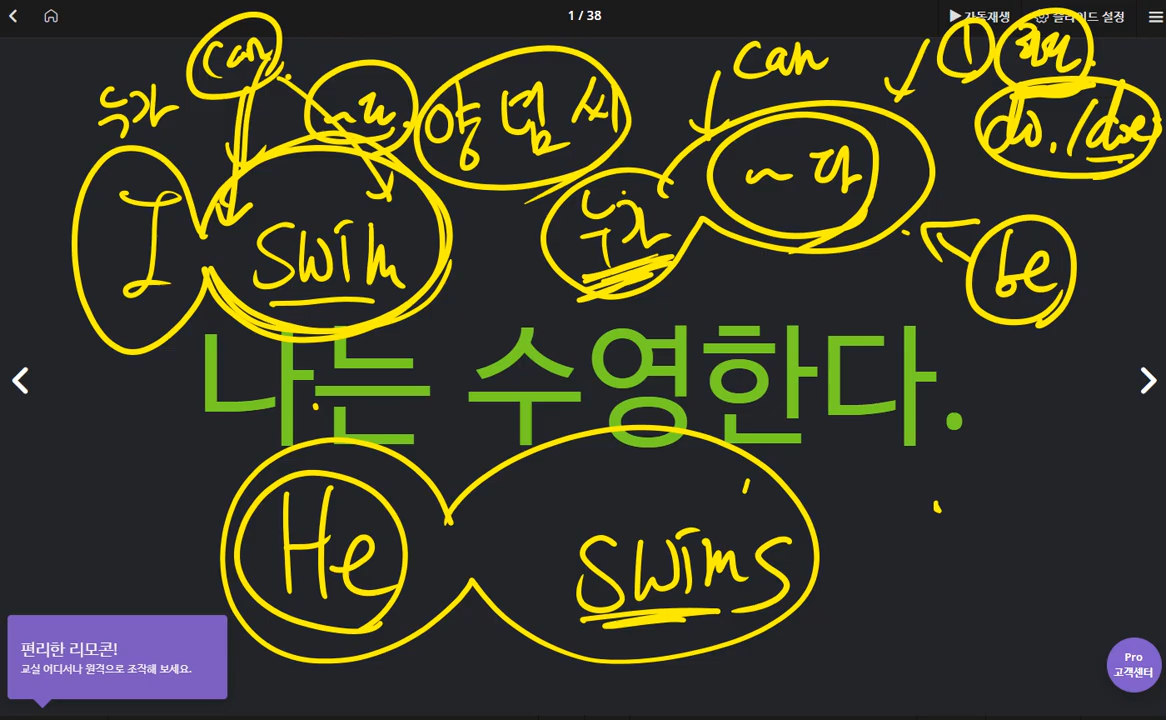 1 / 38
자동재생
슬라이드 설정
can
can
①
do. / does
누가
양념 씨
~다
I
swim
누가
be
나는 수영한다.
He
swims
편리한 리모콘!
교실 어디서나 원격으로 조작해 보세요.
Pro
고객센터